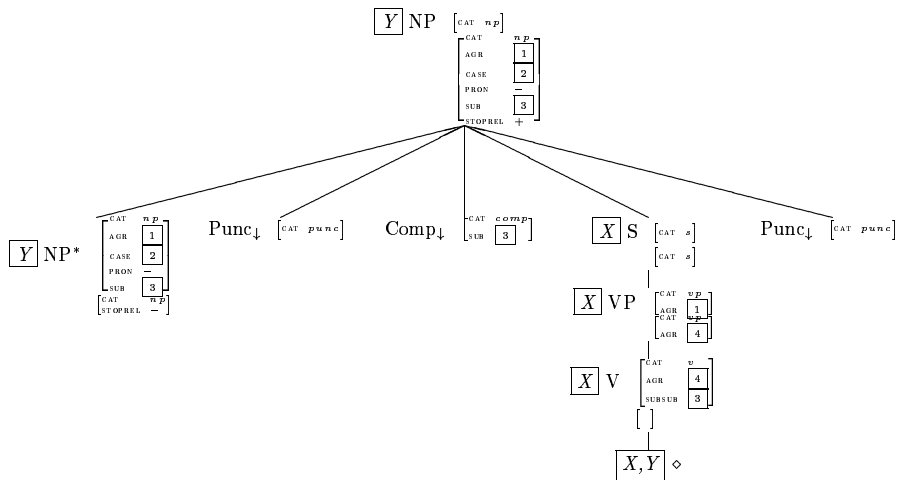 Y NP [CAT np]
CAT np
AGR 1
CASE 2
PRON −
SUB 3
STOPREL +
Y NP*
CAT np
AGR 1
CASE 2
PRON −
SUB 3
CAT np
STOPREL −
Punc↓ [CAT punc]
Comp↓
CAT comp
SUB 3
X S [CAT s]
[CAT s]
X VP
CAT vp
AGR 1
CAT vp
AGR 4
X V
CAT v
AGR 4
SUBSUB 3
[ ]
X,Y ⋄
Punc↓ [CAT punc]